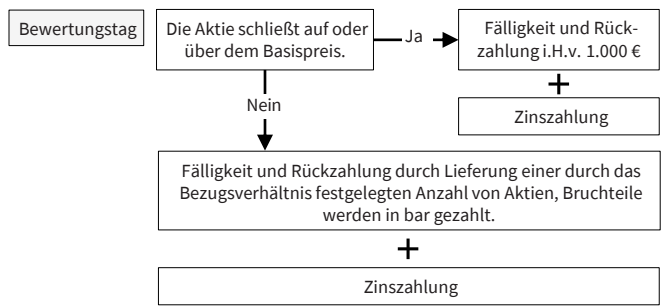 Bewertungstag
Die Aktie schließt auf oder
über dem Basispreis.
Ja
Fälligkeit und Rück-
zahlung i.H.v. 1.000 €
+
Zinszahlung
Nein
Fälligkeit und Rückzahlung durch Lieferung einer durch das
Bezugsverhältnis festgelegten Anzahl von Aktien, Bruchteile
werden in bar gezahlt.
+
Zinszahlung